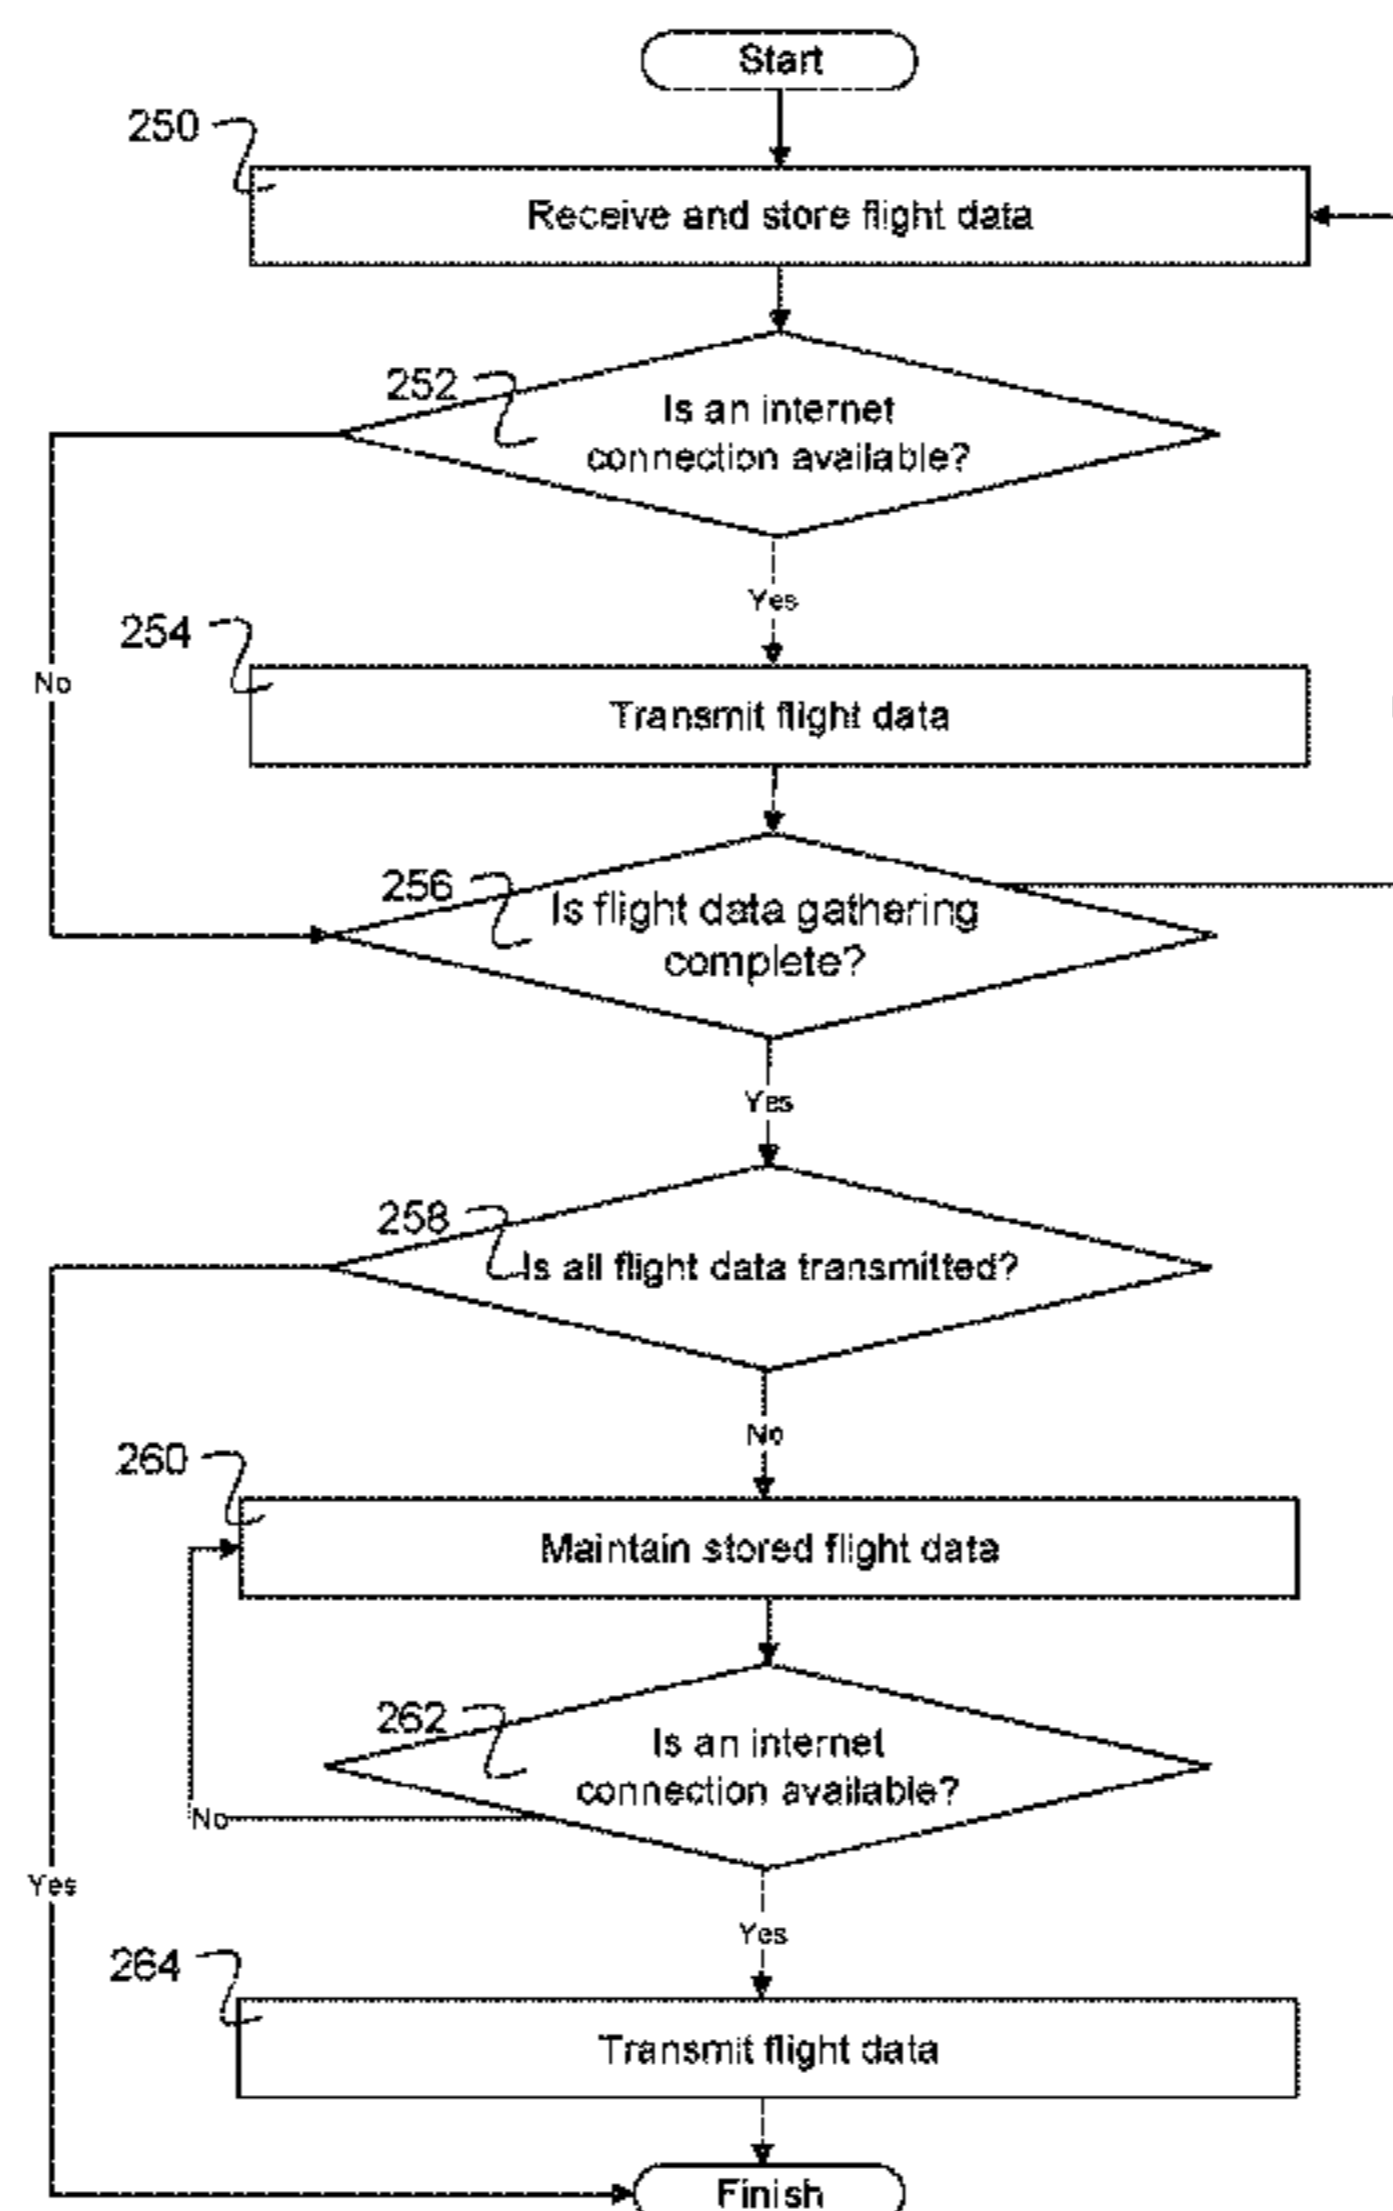 Start
250
Receive and store flight data
252
Is an internet
connection available?
Yes
254
No
Transmit flight data
256
Is flight data gathering
complete?
Yes
258
Is all flight data transmitted?
No
260
Maintain stored flight data
262
Is an internet
connection available?
No
Yes
Yes
264
Transmit flight data
Finish